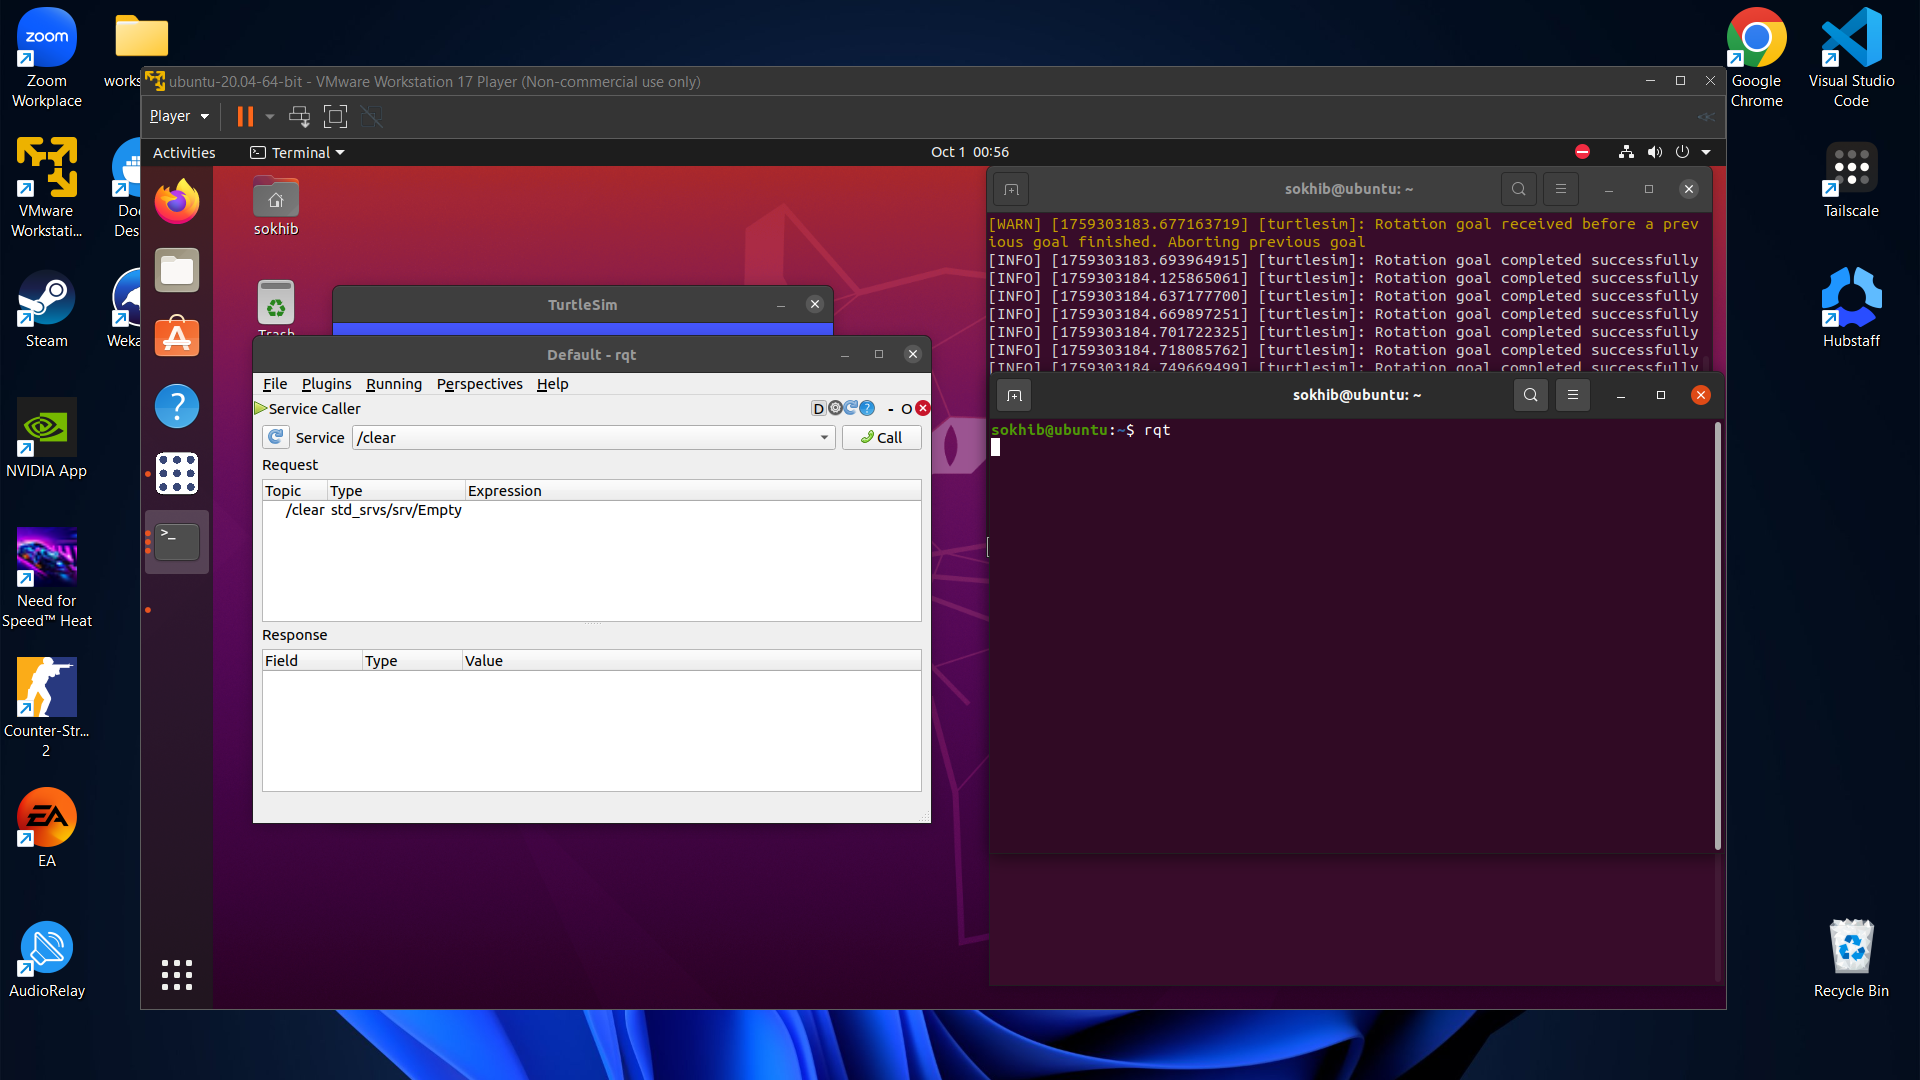 zoom
Zoom
Workplace
works
VMware
Workstati...
Doc
Des
Steam
Weka
NVIDIA App
Need for
Speed™ Heat
Counter-Str...
2
EA
EA
AudioRelay
Google
Chrome
Visual Studio
Code
Tailscale
Hubstaff
Recycle Bin
ubuntu-20.04-64-bit - VMware Workstation 17 Player (Non-commercial use only)
Player
Activities
Terminal
Oct 1 00:56
sokhib
Trash
TurtleSim
Default - rqt
File Plugins Running Perspectives Help
Service Caller
D - O
Service /clear Call
Request
Topic Type Expression
/clear std_srvs/srv/Empty
Response
Field Type Value
sokhib@ubuntu: ~
[WARN] [1759303183.677163719] [turtlesim]: Rotation goal received before a prev
ious goal finished. Aborting previous goal
[INFO] [1759303183.693964915] [turtlesim]: Rotation goal completed successfully
[INFO] [1759303184.125865061] [turtlesim]: Rotation goal completed successfully
[INFO] [1759303184.637177700] [turtlesim]: Rotation goal completed successfully
[INFO] [1759303184.669897251] [turtlesim]: Rotation goal completed successfully
[INFO] [1759303184.701722325] [turtlesim]: Rotation goal completed successfully
[INFO] [1759303184.718085762] [turtlesim]: Rotation goal completed successfully
[INFO] [1759303184.749669499] [turtlesim]: Rotation goal completed successfully
sokhib@ubuntu: ~
sokhib@ubuntu:~$ rqt